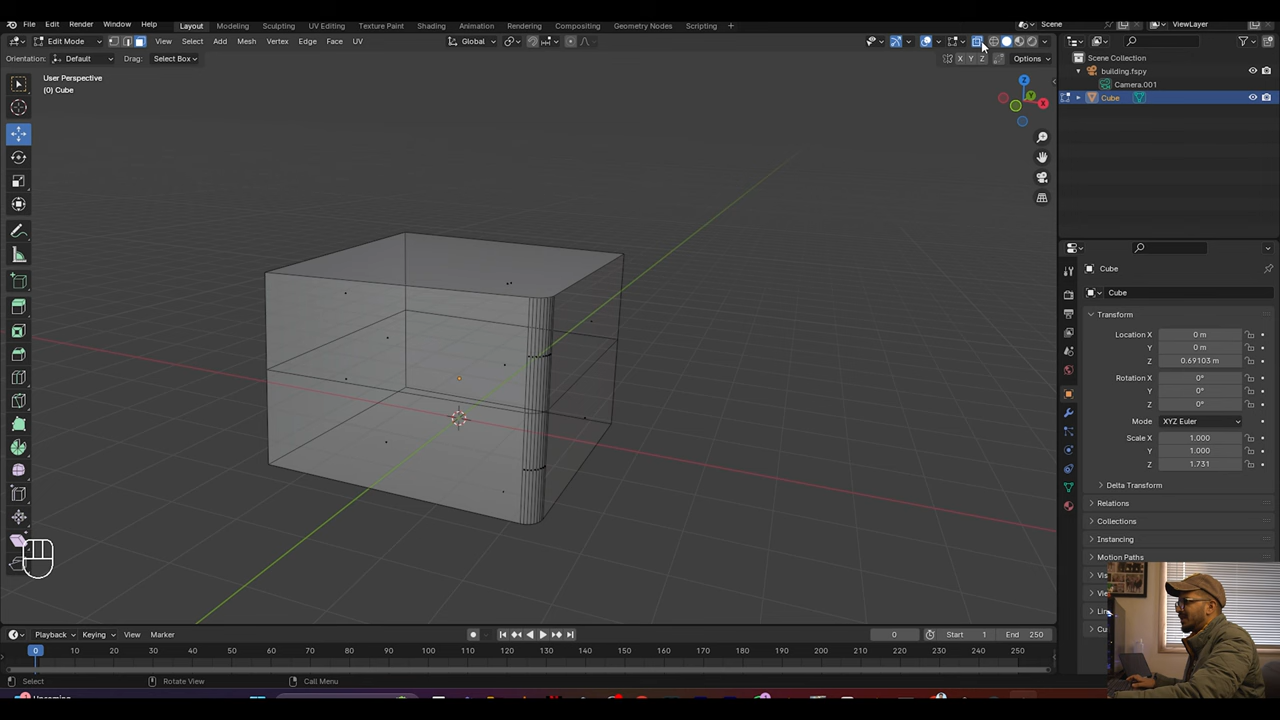 File Edit Render Window Help Layout Modeling Sculpting UV Editing Texture Paint Shading Animation Rendering Compositing Geometry Nodes Scripting + Scene ViewLayer
Edit Mode View Select Add Mesh Vertex Edge Face UV Global
Orientation: Default Drag: Select Box X Y Z Options
User Perspective
(0) Cube
Z
Y
X
Scene Collection
building.fspy
Camera.001
Cube
Cube
Cube
Transform
Location X 0 m
Y 0 m
Z 0.69103 m
Rotation X 0°
Y 0°
Z 0°
Mode XYZ Euler
Scale X 1.000
Y 1.000
Z 1.731
Delta Transform
Relations
Collections
Instancing
Motion Paths
Playback Keying View Marker 0 Start 1 End 250
0 10 20 30 40 50 60 70 80 90 100 110 120 130 140 150 160 170 180 190 200 210 220 230 240 250
Select Rotate View Call Menu